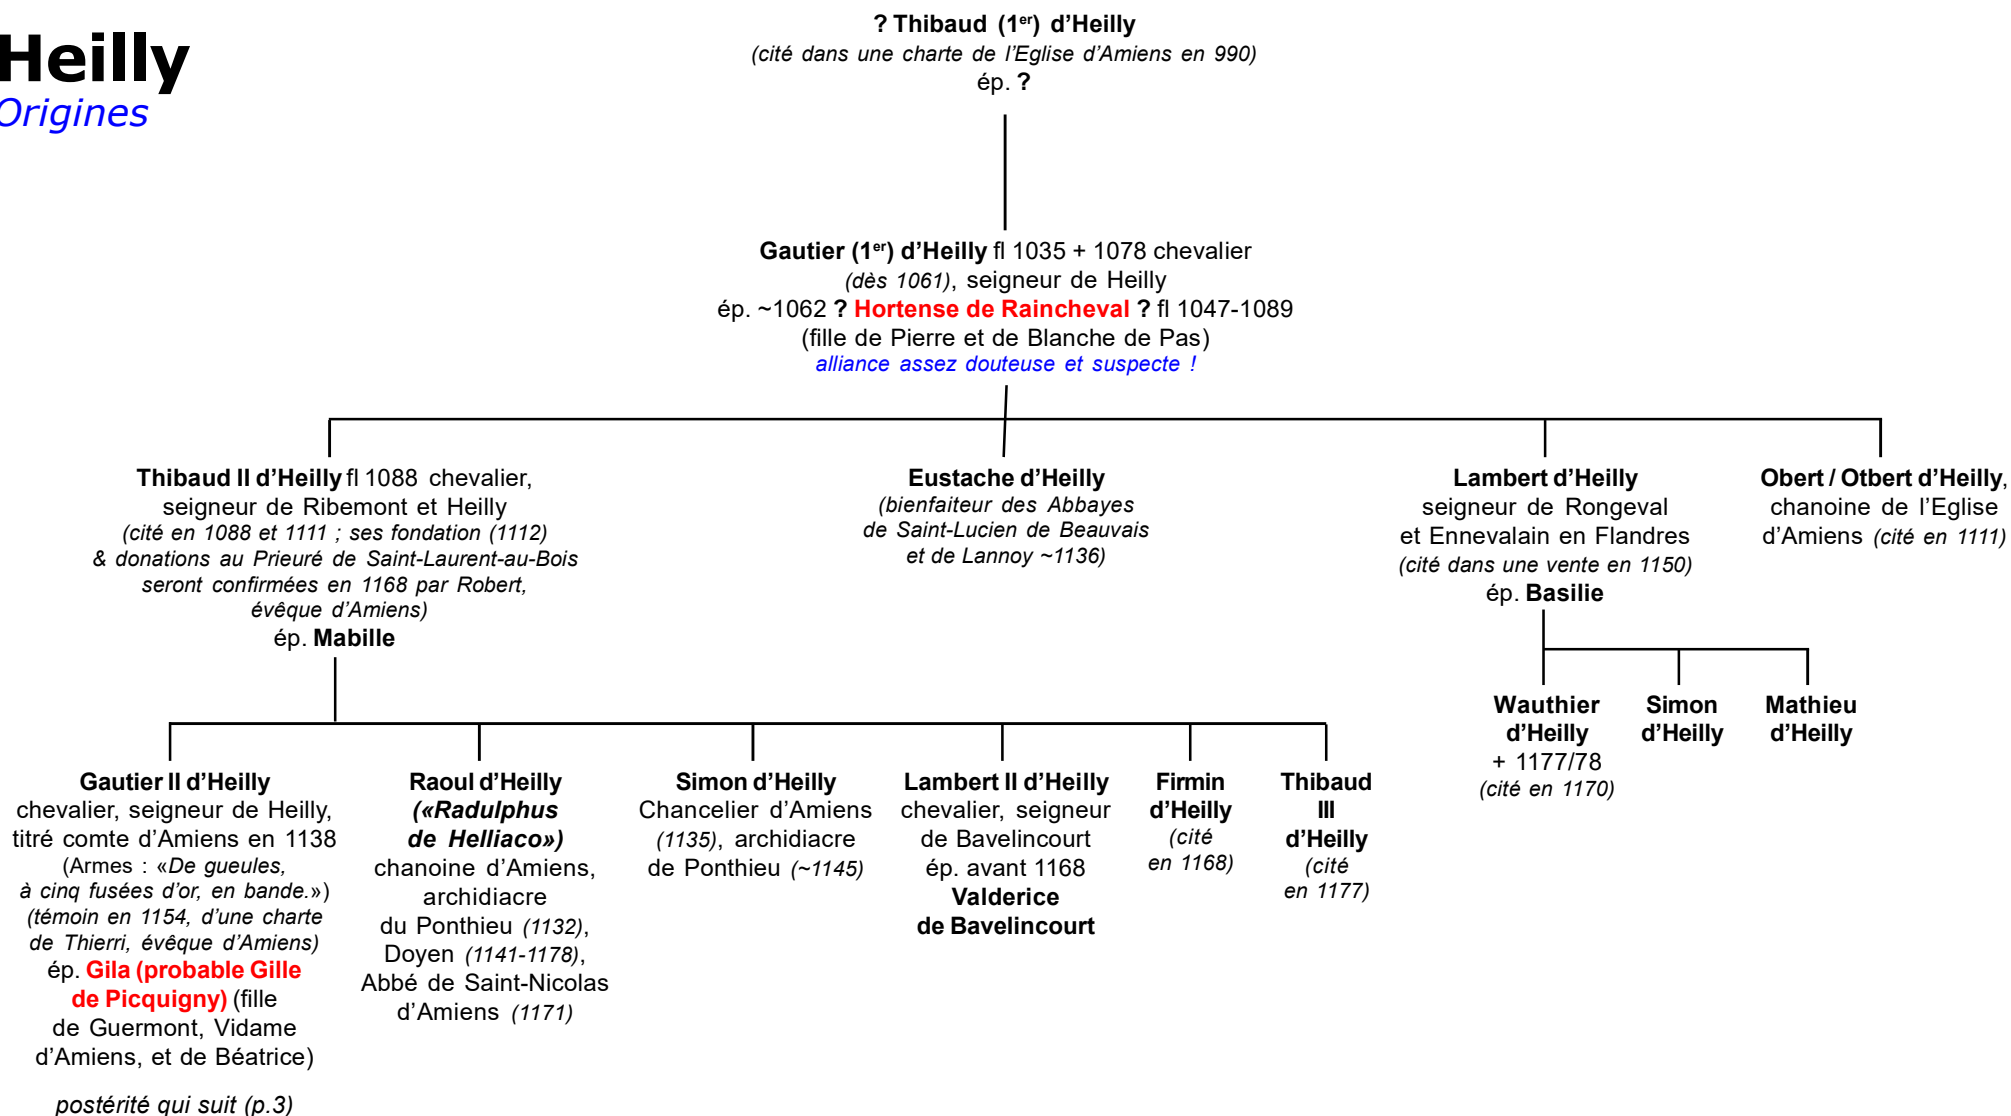 Heilly
Origines
? Thibaud (1er) d’Heilly
(cité dans une charte de l’Eglise d’Amiens en 990)
ép. ?
Gautier (1er) d’Heilly fl 1035 + 1078 chevalier
(dès 1061), seigneur de Heilly
ép. ~1062 ? Hortense de Raincheval ? fl 1047-1089
(fille de Pierre et de Blanche de Pas)
alliance assez douteuse et suspecte !
Thibaud II d’Heilly fl 1088 chevalier,
seigneur de Ribemont et Heilly
(cité en 1088 et 1111 ; ses fondation (1112)
& donations au Prieuré de Saint-Laurent-au-Bois
seront confirmées en 1168 par Robert,
évêque d’Amiens)
ép. Mabille
Eustache d’Heilly
(bienfaiteur des Abbayes
de Saint-Lucien de Beauvais
et de Lannoy ~1136)
Lambert d’Heilly
seigneur de Rongeval
et Ennevalain en Flandres
(cité dans une vente en 1150)
ép. Basilie
Obert / Otbert d’Heilly,
chanoine de l’Eglise
d’Amiens (cité en 1111)
Wauthier
d’Heilly
+ 1177/78
(cité en 1170)
Simon
d’Heilly
Mathieu
d’Heilly
Gautier II d’Heilly
chevalier, seigneur de Heilly,
titré comte d’Amiens en 1138
(Armes : «De gueules,
à cinq fusées d’or, en bande.»)
(témoin en 1154, d’une charte
de Thierri, évêque d’Amiens)
ép. Gila (probable Gille
de Picquigny) (fille
de Guermont, Vidame
d’Amiens, et de Béatrice)
postérité qui suit (p.3)
Raoul d’Heilly
(«Radulphus
de Helliaco»)
chanoine d’Amiens,
archidiacre
du Ponthieu (1132),
Doyen (1141-1178),
Abbé de Saint-Nicolas
d’Amiens (1171)
Simon d’Heilly
Chancelier d’Amiens
(1135), archidiacre
de Ponthieu (~1145)
Lambert II d’Heilly
chevalier, seigneur
de Bavelincourt
ép. avant 1168
Valderice
de Bavelincourt
Firmin
d’Heilly
(cité
en 1168)
Thibaud
III
d’Heilly
(cité
en 1177)